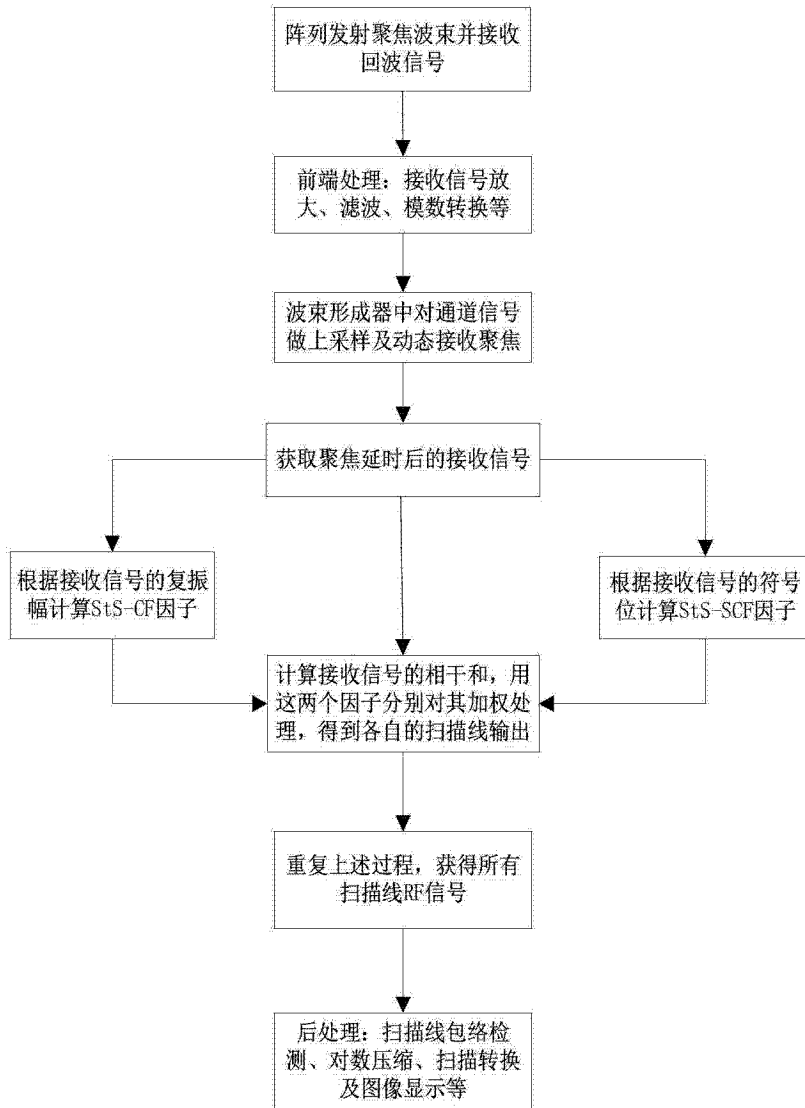 阵列发射聚焦波束并接收
回波信号
前端处理：接收信号放
大、滤波、模数转换等
波束形成器中对通道信号
做上采样及动态接收聚焦
获取聚焦延时后的接收信号
根据接收信号的复振
幅计算StS-CF因子
根据接收信号的符号
位计算StS-SCF因子
计算接收信号的相干和，用
这两个因子分别对其加权处
理，得到各自的扫描线输出
重复上述过程，获得所有
扫描线RF信号
后处理：扫描线包络检
测、对数压缩、扫描转换
及图像显示等